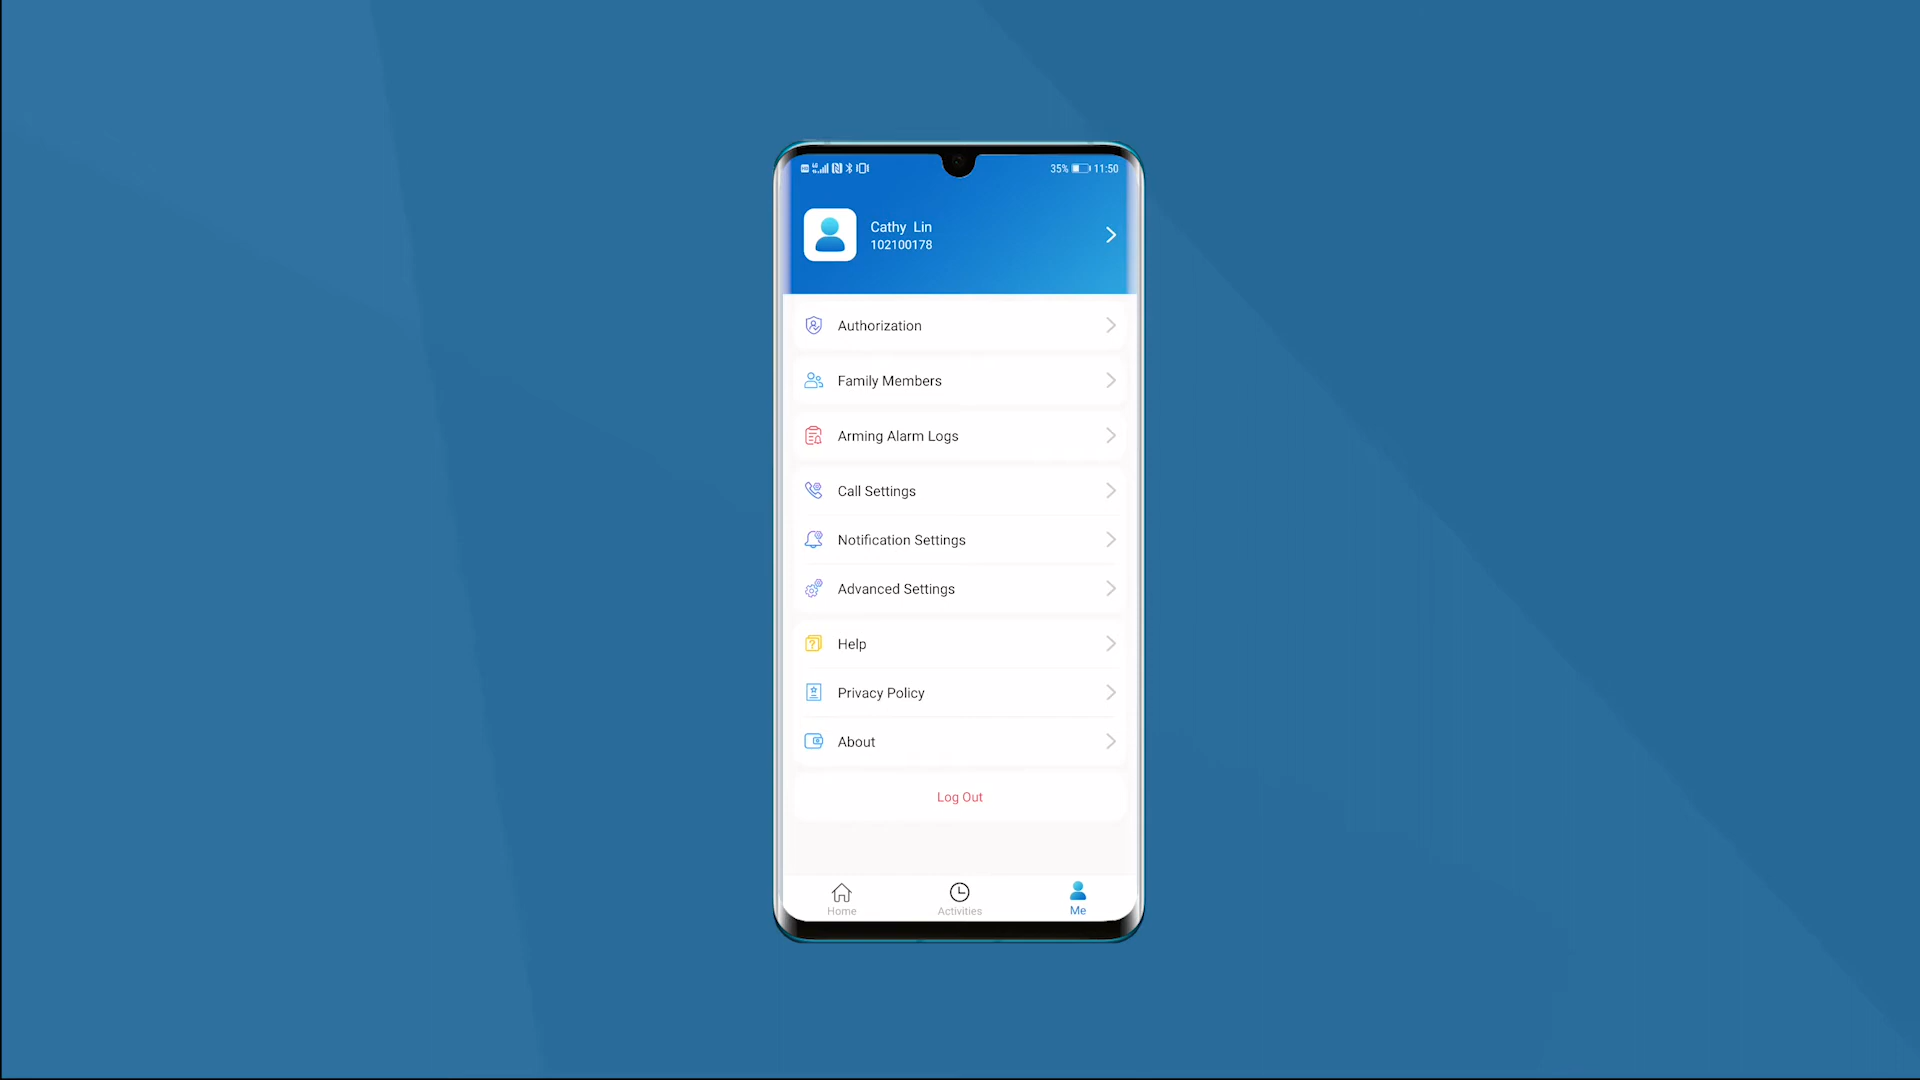 35% 11:50
Cathy Lin
102100178
Authorization
Family Members
Arming Alarm Logs
Call Settings
Notification Settings
Advanced Settings
Help
Privacy Policy
About
Log Out
Home Activities Me